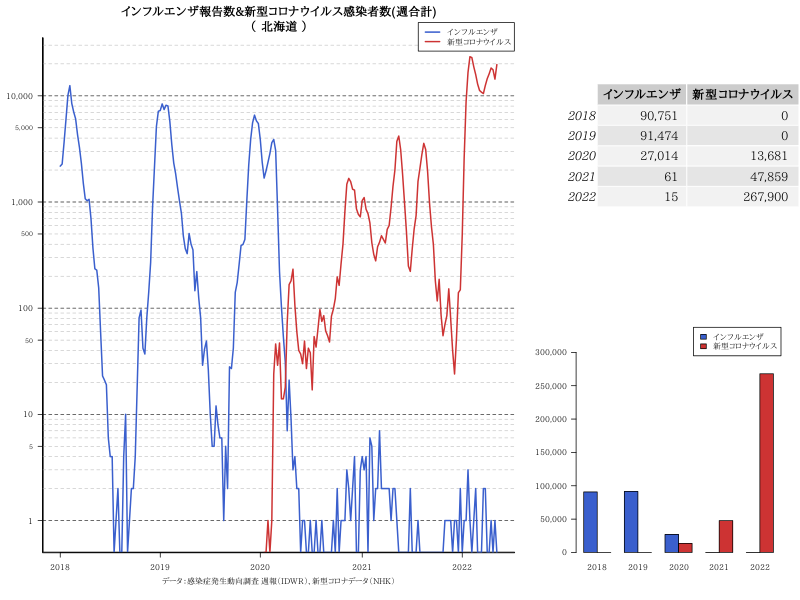 インフルエンザ報告数&新型コロナウイルス感染者数(週合計)
( 北海道 )
インフルエンザ
新型コロナウイルス
10,000
5,000
1,000
500
100
50
10
5
1
2018 2019 2020 2021 2022
データ:感染症発生動向調査 週報(IDWR)、新型コロナデータ(NHK)
インフルエンザ 新型コロナウイルス
2018 90,751 0
2019 91,474 0
2020 27,014 13,681
2021 61 47,859
2022 15 267,900
インフルエンザ
新型コロナウイルス
300,000
250,000
200,000
150,000
100,000
50,000
0
2018 2019 2020 2021 2022